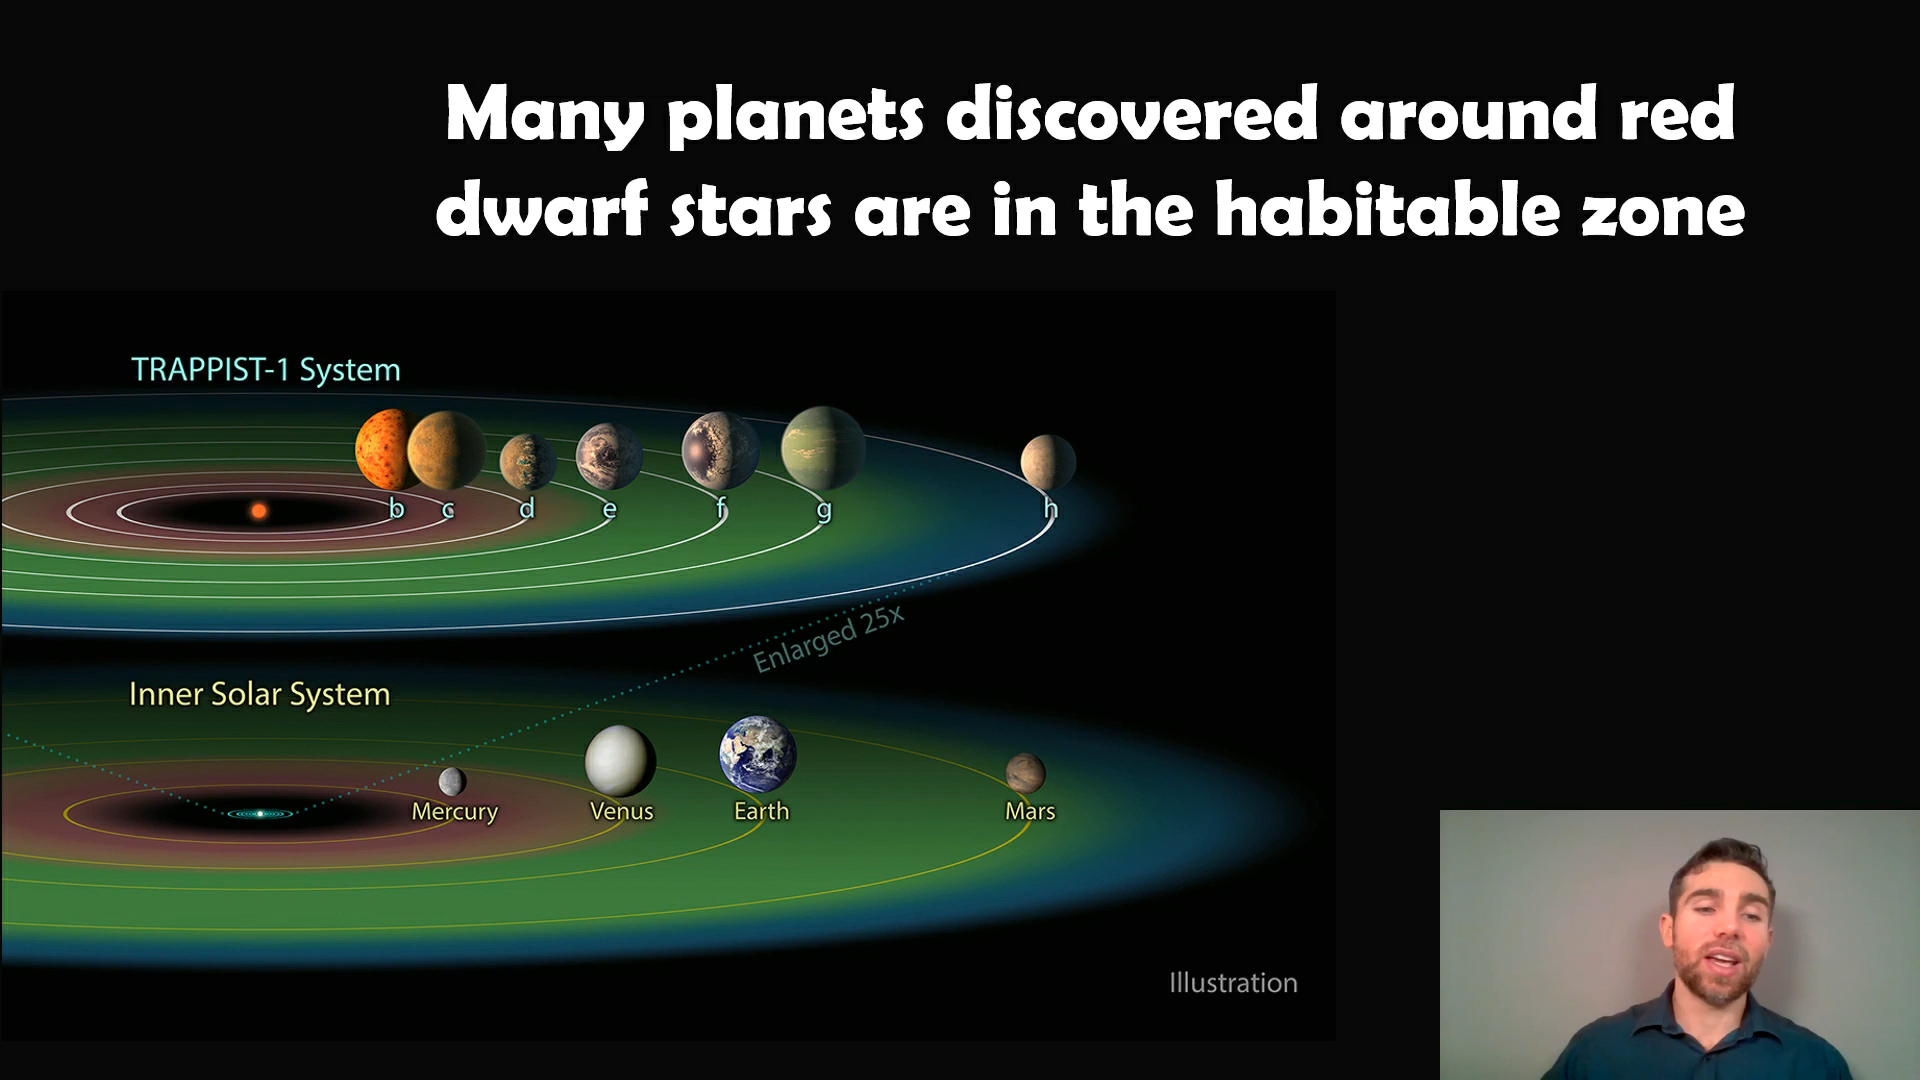 Many planets discovered around red
dwarf stars are in the habitable zone
TRAPPIST-1 System
b c d e f g h
Enlarged 25x
Inner Solar System
Mercury Venus Earth Mars
Illustration